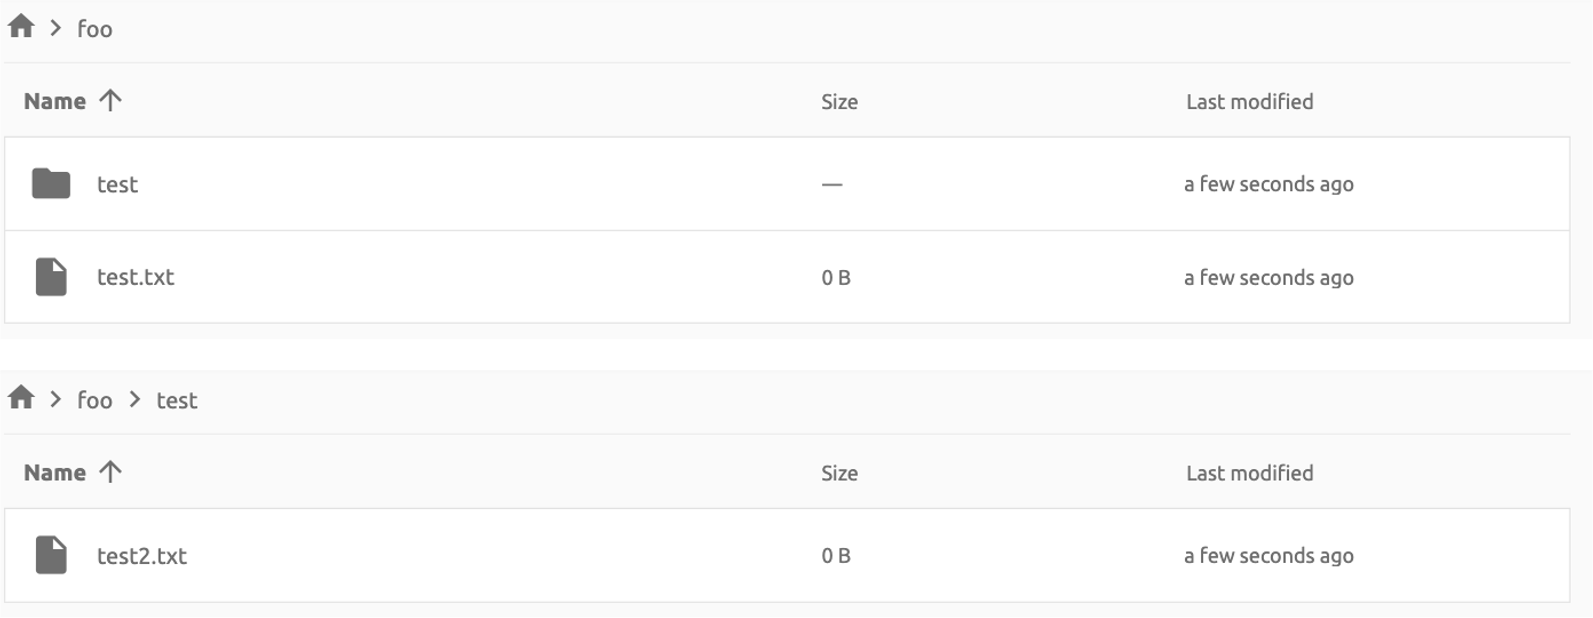 foo
Name Size Last modified
test — a few seconds ago
test.txt 0 B a few seconds ago
foo test
Name Size Last modified
test2.txt 0 B a few seconds ago